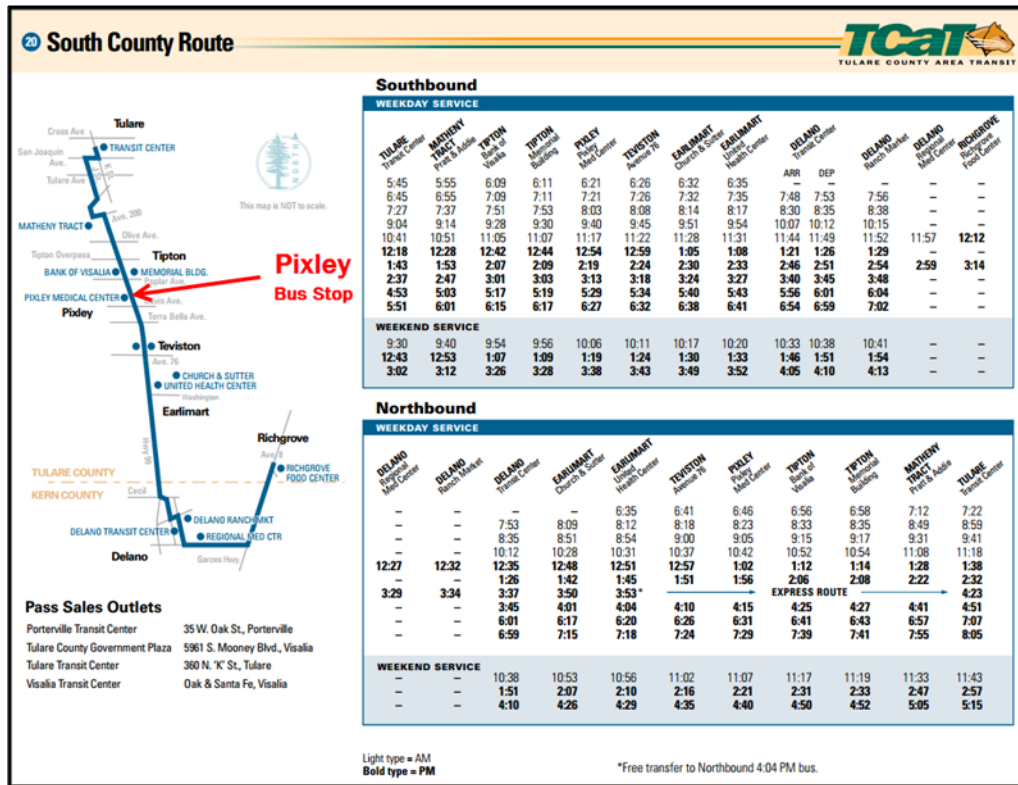 20 South County Route
TCaT
TULARE COUNTY AREA TRANSIT
Tulare
Cross Ave
TRANSIT CENTER
San Joaquin Ave.
Tulare Ave
Ave. 200
NORTH
This map is NOT to scale.
MATHENY TRACT
Olive Ave.
Tipton Overpass
Tipton
BANK OF VISALIA
MEMORIAL BLDG.
Poplar Ave.
PIXLEY MEDICAL CENTER
Davis Ave.
Pixley
Terra Bella Ave.
Pixley
Bus Stop
Teviston
Ave. 76
CHURCH & SUTTER
UNITED HEALTH CENTER
Washington
Earlimart
Hwy 99
Richgrove
Ave. 8
RICHGROVE
FOOD CENTER
TULARE COUNTY
KERN COUNTY
Cecil
DELANO RANCH MKT
DELANO TRANSIT CENTER
REGIONAL MED CTR
Delano
Garces Hwy.
Pass Sales Outlets
Porterville Transit Center 35 W. Oak St., Porterville
Tulare County Government Plaza 5961 S. Mooney Blvd., Visalia
Tulare Transit Center 360 N. 'K' St., Tulare
Visalia Transit Center Oak & Santa Fe, Visalia
Southbound
WEEKDAY SERVICE
TULARE Transit Center
MATHENY TRACT Pratt & Addie
TIPTON Bank of Visalia
TIPTON Memorial Building
PIXLEY Pixley Med Center
TEVISTON Avenue 76
EARLIMART Church & Sutter
EARLIMART United Health Center
DELANO Transit Center
DELANO Ranch Market
DELANO Regional Med Center
RICHGROVE Richgrove Food Center
ARR DEP
5:45 5:55 6:09 6:11 6:21 6:26 6:32 6:35 – – – – –
6:45 6:55 7:09 7:11 7:21 7:26 7:32 7:35 7:48 7:53 7:56 – –
7:27 7:37 7:51 7:53 8:03 8:08 8:14 8:17 8:30 8:35 8:38 – –
9:04 9:14 9:28 9:30 9:40 9:45 9:51 9:54 10:07 10:12 10:15 – –
10:41 10:51 11:05 11:07 11:17 11:22 11:28 11:31 11:44 11:49 11:52 11:57 12:12
12:18 12:28 12:42 12:44 12:54 12:59 1:05 1:08 1:21 1:26 1:29 – –
1:43 1:53 2:07 2:09 2:19 2:24 2:30 2:33 2:46 2:51 2:54 2:59 3:14
2:37 2:47 3:01 3:03 3:13 3:18 3:24 3:27 3:40 3:45 3:48 – –
4:53 5:03 5:17 5:19 5:29 5:34 5:40 5:43 5:56 6:01 6:04 – –
5:51 6:01 6:15 6:17 6:27 6:32 6:38 6:41 6:54 6:59 7:02 – –
WEEKEND SERVICE
9:30 9:40 9:54 9:56 10:06 10:11 10:17 10:20 10:33 10:38 10:41 – –
12:43 12:53 1:07 1:09 1:19 1:24 1:30 1:33 1:46 1:51 1:54 – –
3:02 3:12 3:26 3:28 3:38 3:43 3:49 3:52 4:05 4:10 4:13 – –
Northbound
WEEKDAY SERVICE
DELANO Regional Med Center
DELANO Ranch Market
DELANO Transit Center
EARLIMART Church & Sutter
EARLIMART United Health Center
TEVISTON Avenue 76
PIXLEY Pixley Med Center
TIPTON Bank of Visalia
TIPTON Memorial Building
MATHENY TRACT Pratt & Addie
TULARE Transit Center
– – – – 6:35 6:41 6:46 6:56 6:58 7:12 7:22
– – 7:53 8:09 8:12 8:18 8:23 8:33 8:35 8:49 8:59
– – 8:35 8:51 8:54 9:00 9:05 9:15 9:17 9:31 9:41
– – 10:12 10:28 10:31 10:37 10:42 10:52 10:54 11:08 11:18
12:27 12:32 12:35 12:48 12:51 12:57 1:02 1:12 1:14 1:28 1:38
– – 1:26 1:42 1:45 1:51 1:56 2:06 2:08 2:22 2:32
3:29 3:34 3:37 3:50 3:53* EXPRESS ROUTE 4:23
– – 3:45 4:01 4:04 4:10 4:15 4:25 4:27 4:41 4:51
– – 6:01 6:17 6:20 6:26 6:31 6:41 6:43 6:57 7:07
– – 6:59 7:15 7:18 7:24 7:29 7:39 7:41 7:55 8:05
WEEKEND SERVICE
– – 10:38 10:53 10:56 11:02 11:07 11:17 11:19 11:33 11:43
– – 1:51 2:07 2:10 2:16 2:21 2:31 2:33 2:47 2:57
– – 4:10 4:26 4:29 4:35 4:40 4:50 4:52 5:05 5:15
Light type = AM
Bold type = PM
*Free transfer to Northbound 4:04 PM bus.